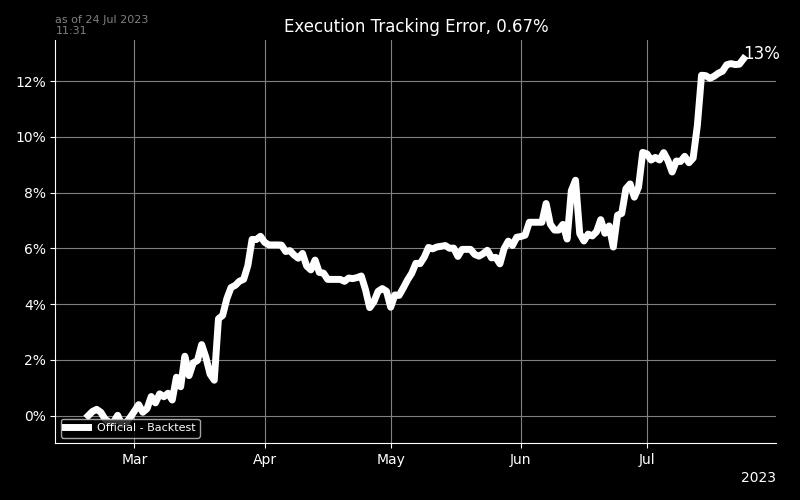 as of 24 Jul 2023
11:31
Execution Tracking Error, 0.67%
13%
12%
10%
8%
6%
4%
2%
0%
Official - Backtest
Mar
Apr
May
Jun
Jul
2023